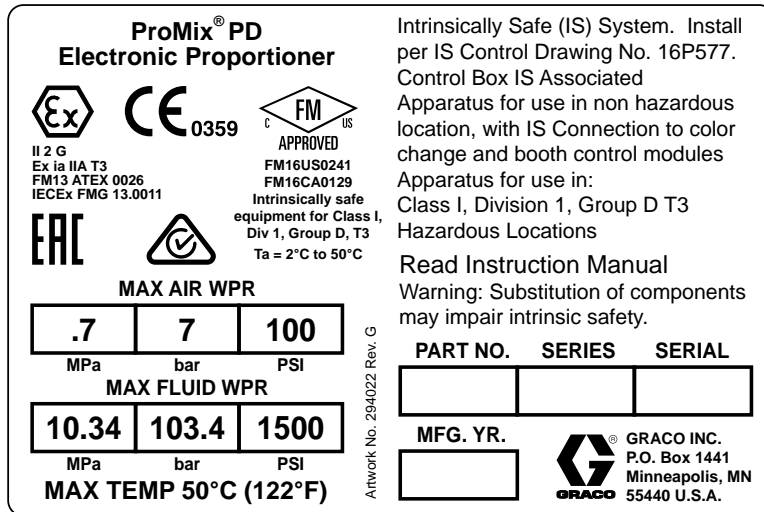 ProMix® PD
Electronic Proportioner
Ex
CE 0359
C FM US
APPROVED
II 2 G
Ex ia IIA T3
FM13 ATEX 0026
IECEx FMG 13.0011
FM16US0241
FM16CA0129
Intrinsically safe
equipment for Class I,
Div 1, Group D, T3
Ta = 2°C to 50°C
EAC
MAX AIR WPR
.7 7 100
MPa bar PSI
MAX FLUID WPR
10.34 103.4 1500
MPa bar PSI
MAX TEMP 50°C (122°F)
Artwork No. 294022 Rev. G
Intrinsically Safe (IS) System. Install
per IS Control Drawing No. 16P577.
Control Box IS Associated
Apparatus for use in non hazardous
location, with IS Connection to color
change and booth control modules
Apparatus for use in:
Class I, Division 1, Group D T3
Hazardous Locations
Read Instruction Manual
Warning: Substitution of components
may impair intrinsic safety.
PART NO. SERIES SERIAL
MFG. YR.
G®
GRACO
GRACO INC.
P.O. Box 1441
Minneapolis, MN
55440 U.S.A.